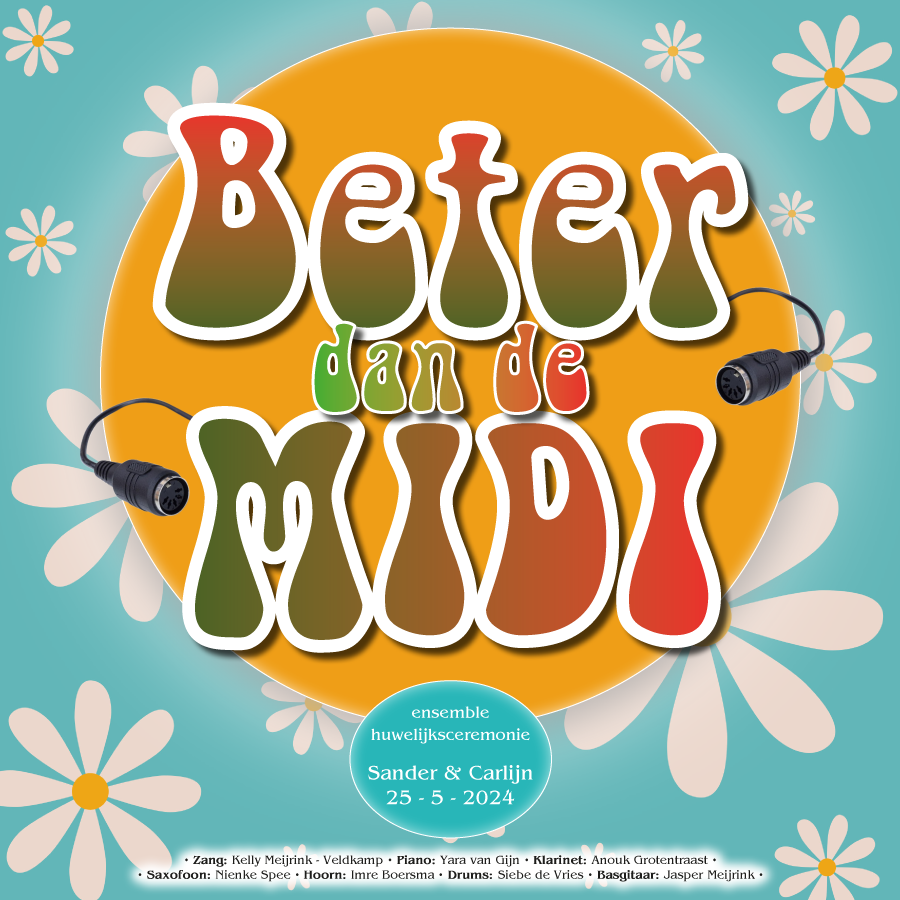 Beter
dan de
MIDI
ensemble
huwelijksceremonie
Sander & Carlijn
25 - 5 - 2024
• Zang: Kelly Meijrink - Veldkamp • Piano: Yara van Gijn • Klarinet: Anouk Grotentraast •
• Saxofoon: Nienke Spee • Hoorn: Imre Boersma • Drums: Siebe de Vries • Basgitaar: Jasper Meijrink •